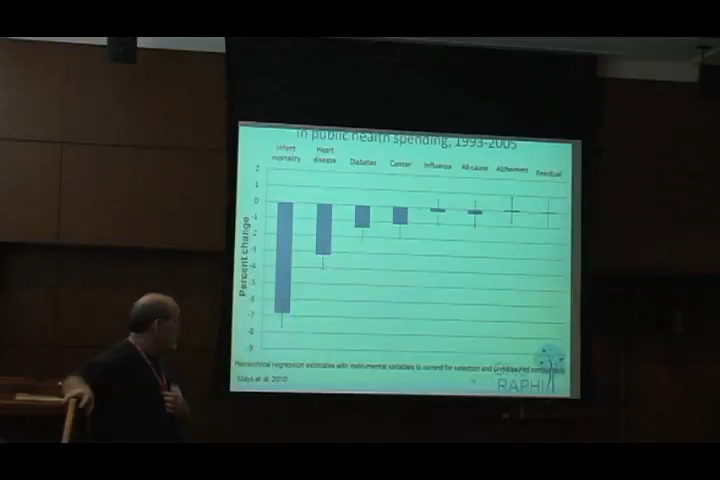 in public health spending, 1993-2005
Infant mortality
Heart disease
Diabetes
Cancer
Influenza
All-cause
Alzheimers
Residual
Percent change
2
1
0
-1
-2
-3
-4
-5
-6
-7
-8
-9
Hierarchical regression estimates with instrumental variables to correct for selection and unmeasured
Mays et al. 2010
RAPHI